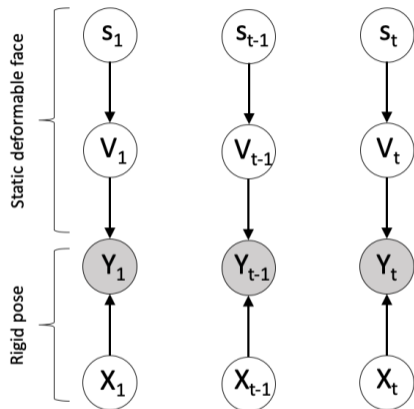 Static deformable face
Rigid pose
s1 st-1 st
V1 Vt-1 Vt
Y1 Yt-1 Yt
X1 Xt-1 Xt